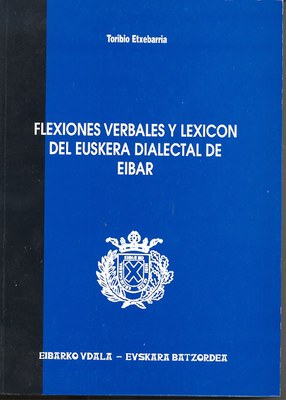 Toribio Etxebarria
FLEXIONES VERBALES Y LEXICON
DEL EUSKERA DIALECTAL DE
EIBAR
EIBARKO VDALA – EVSKARA BATZORDEA